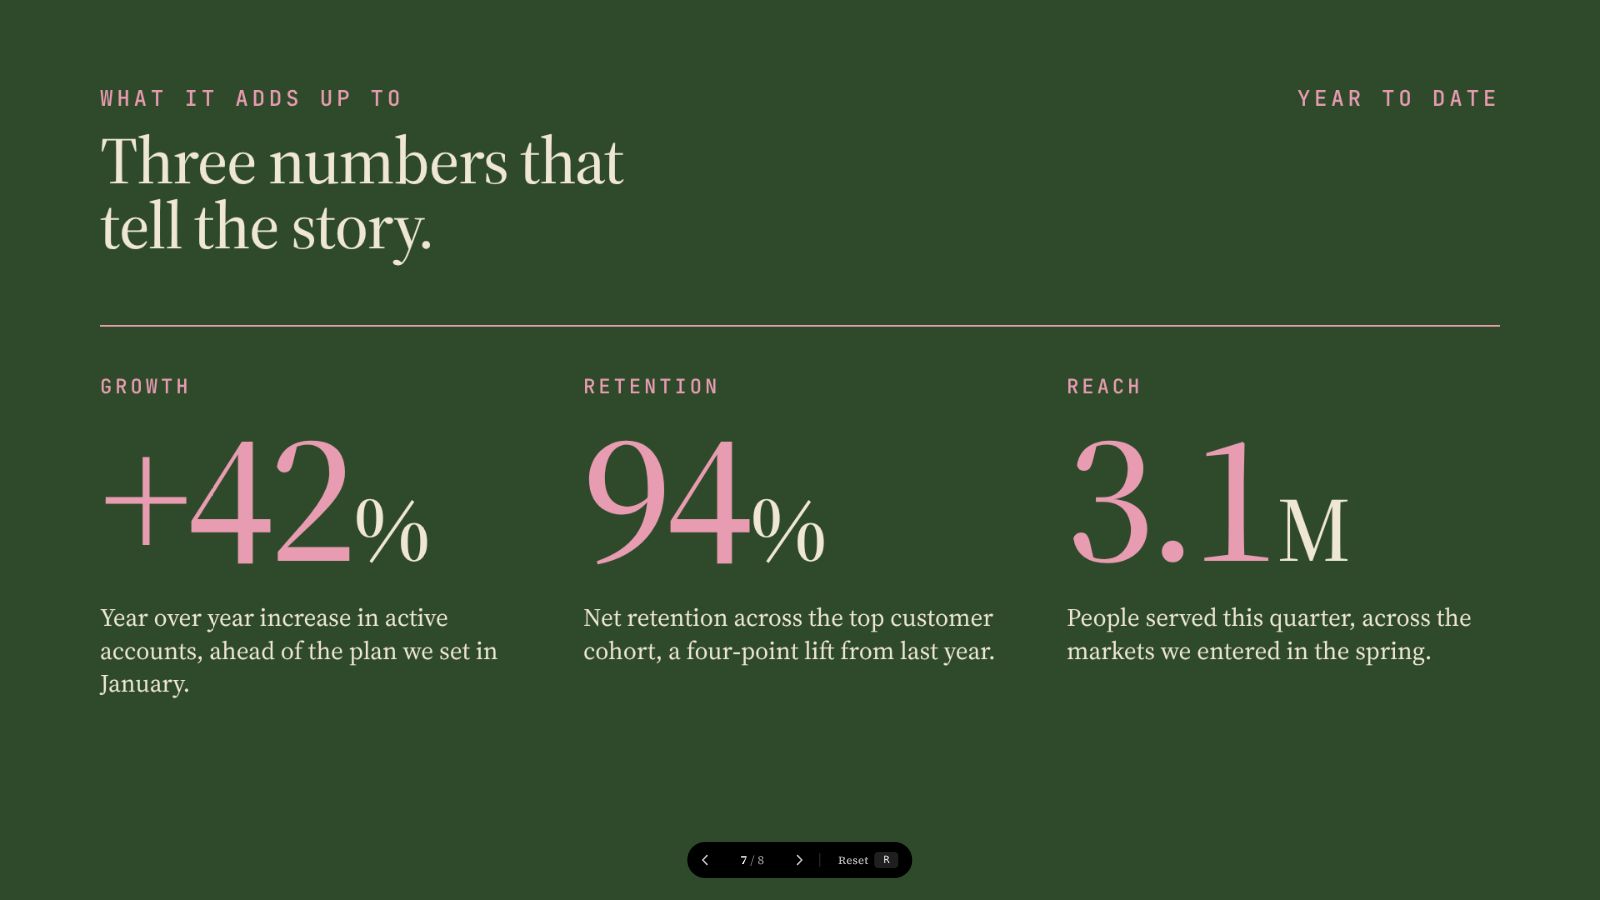 WHAT IT ADDS UP TO
YEAR TO DATE
Three numbers that
tell the story.
GROWTH
+42%
Year over year increase in active
accounts, ahead of the plan we set in
January.
RETENTION
94%
Net retention across the top customer
cohort, a four-point lift from last year.
REACH
3.1M
People served this quarter, across the
markets we entered in the spring.
7 / 8
Reset R